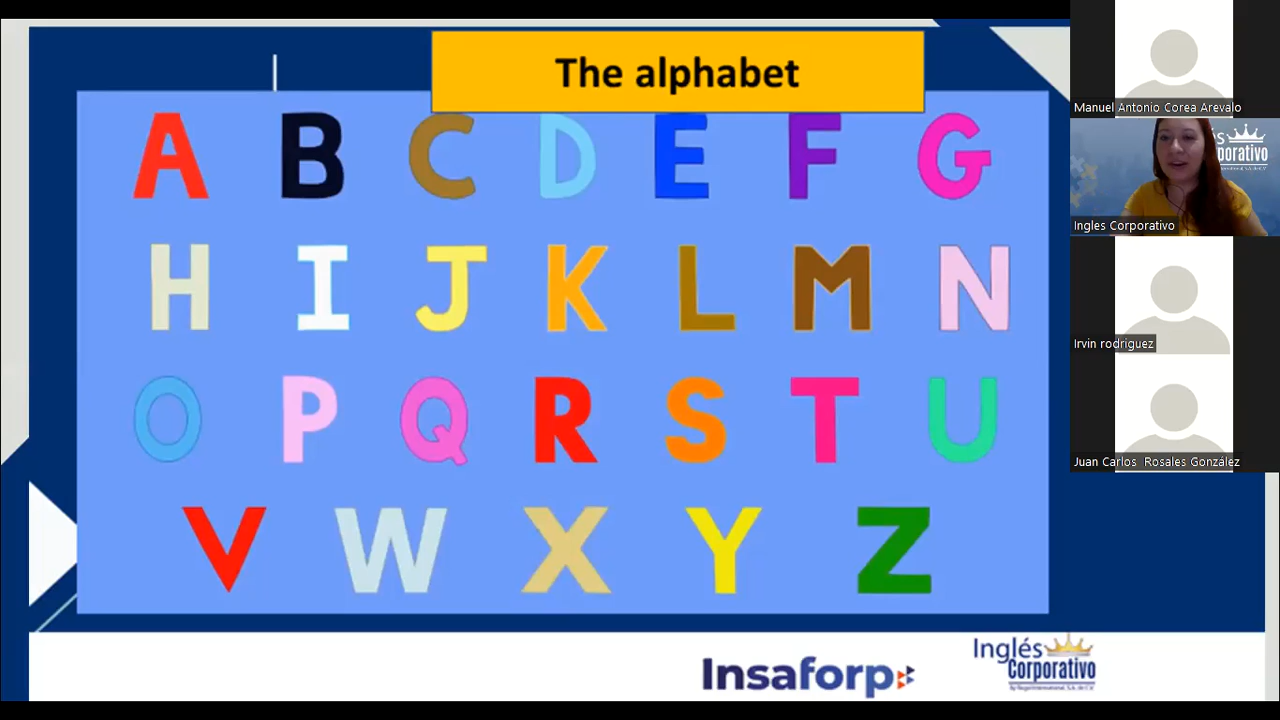 The alphabet
A B C D E F G
H I J K L M N
O P Q R S T U
V W X Y Z
Insaforp
Inglés
Corporativo
Manuel Antonio Corea Arevalo
Ingles Corporativo
Irvin rodriguez
Juan Carlos Rosales González